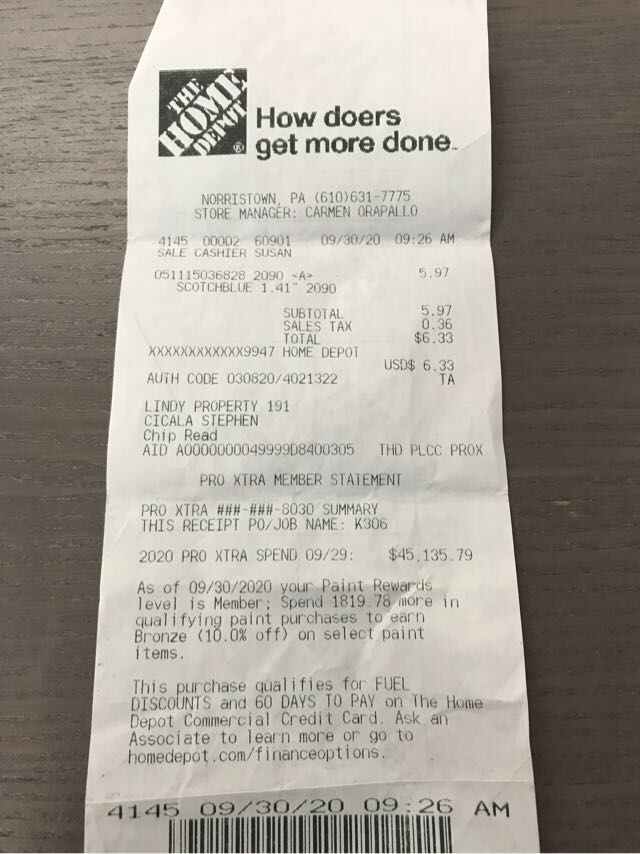 THE
HOME
DEPOT
®
How doers
get more done™
NORRISTOWN, PA (610)631-7775
STORE MANAGER: CARMEN ORAPALLO
4145 00002 60901 09/30/20 09:26 AM
SALE CASHIER SUSAN
051115036828 2090 <A> 5.97
SCOTCHBLUE 1.41" 2090
SUBTOTAL 5.97
SALES TAX 0.36
TOTAL $6.33
XXXXXXXXXXXX9947 HOME DEPOT
USD$ 6.33
AUTH CODE 030820/4021322 TA
LINDY PROPERTY 191
CICALA STEPHEN
Chip Read
AID A0000000049999D8400305 THD PLCC PROX
PRO XTRA MEMBER STATEMENT
PRO XTRA ###-###-8030 SUMMARY
THIS RECEIPT PO/JOB NAME: K306
2020 PRO XTRA SPEND 09/29: $45,135.79
As of 09/30/2020 your Paint Rewards
level is Member; Spend 1819.78 more in
qualifying paint purchases to earn
Bronze (10.0% off) on select paint
items.
This purchase qualifies for FUEL
DISCOUNTS and 60 DAYS TO PAY on The Home
Depot Commercial Credit Card. Ask an
Associate to learn more or go to
homedepot.com/financeoptions.
4145 09/30/20 09:26 AM